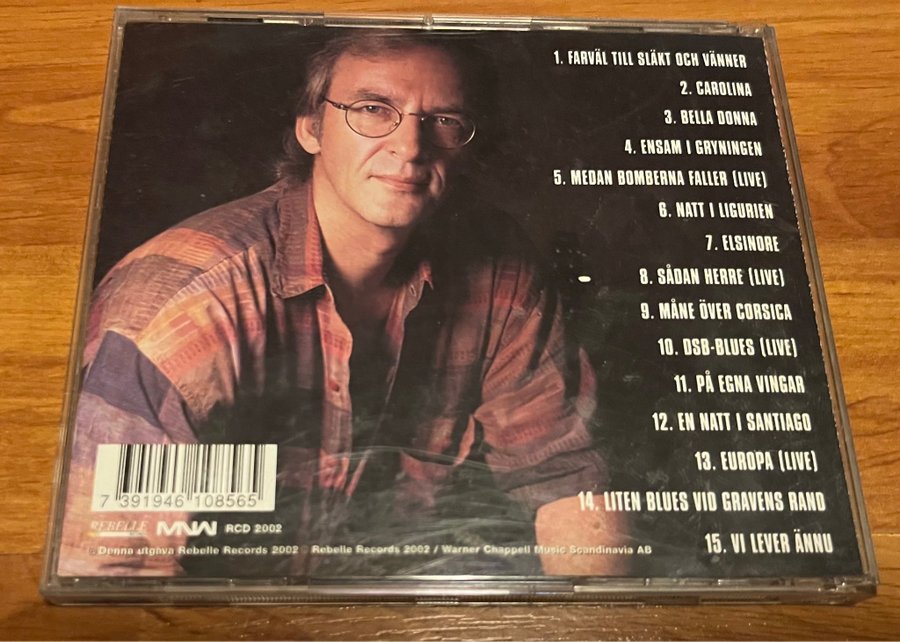 1. FARVÄL TILL SLÄKT OCH VÄNNER
2. CAROLINA
3. BELLA DONNA
4. ENSAM I GRYNINGEN
5. MEDAN BOMBERNA FALLER (LIVE)
6. NATT I LIGURIEN
7. ELSINORE
8. SÅDAN HERRE (LIVE)
9. MÅNE ÖVER CORSICA
10. DSB-BLUES (LIVE)
11. PÅ EGNA VINGAR
12. EN NATT I SANTIAGO
13. EUROPA (LIVE)
14. LITEN BLUES VID GRAVENS RAND
15. VI LEVER ÄNNU
7 391946 108565
REBELLE MNW RCD 2002
Denna utgåva Rebelle Records 2002 Rebelle Records 2002 / Warner Chappell Music Scandinavia AB